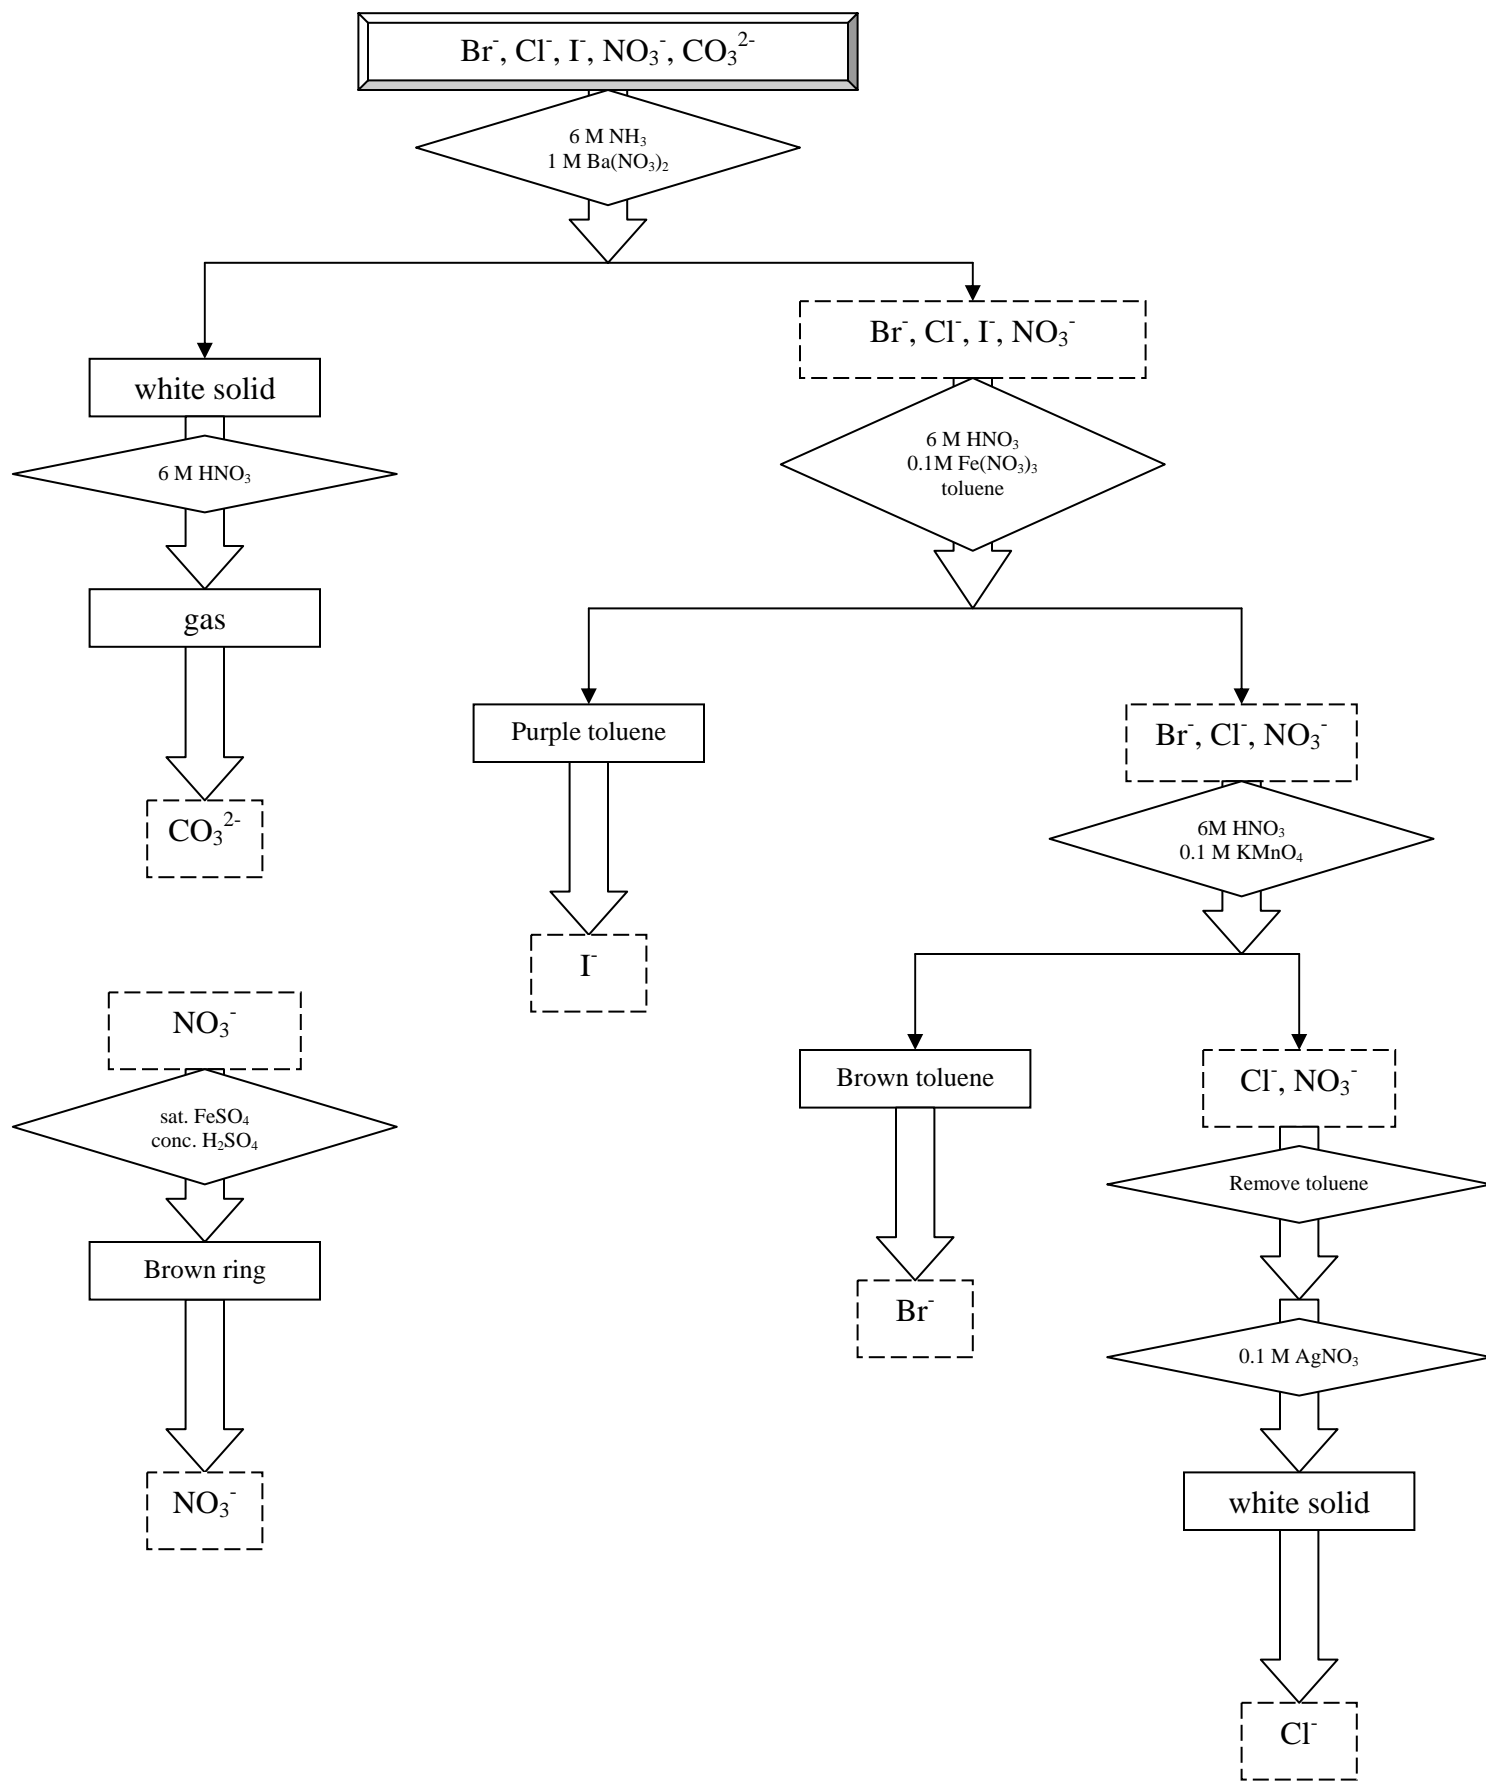 Br⁻, Cl⁻, I⁻, NO₃⁻, CO₃²⁻
6 M NH₃
1 M Ba(NO₃)₂
Br⁻, Cl⁻, I⁻, NO₃⁻
white solid
6 M HNO₃
0.1M Fe(NO₃)₃
toluene
6 M HNO₃
gas
Purple toluene
Br⁻, Cl⁻, NO₃⁻
CO₃²⁻
6M HNO₃
0.1 M KMnO₄
I⁻
NO₃⁻
Brown toluene
Cl⁻, NO₃⁻
sat. FeSO₄
conc. H₂SO₄
Remove toluene
Brown ring
Br⁻
0.1 M AgNO₃
NO₃⁻
white solid
Cl⁻